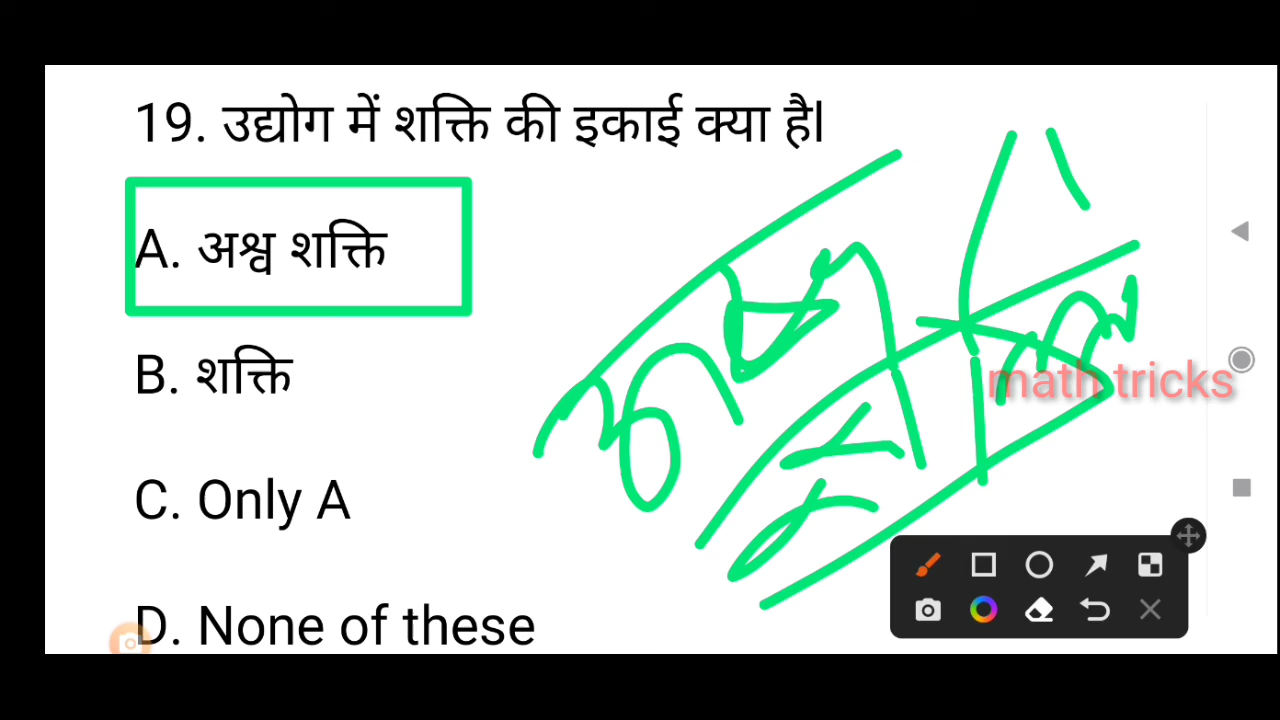 19. उद्योग में शक्ति की इकाई क्या है।
A. अश्व शक्ति
B. शक्ति
C. Only A
D. None of these
math tricks